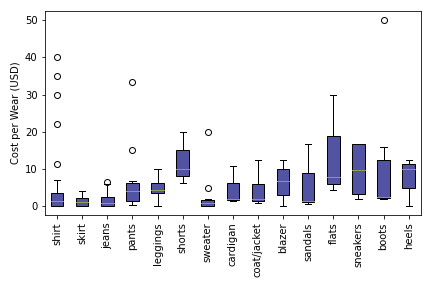 Cost per Wear (USD)
50
40
30
20
10
0
shirt
skirt
jeans
pants
leggings
shorts
sweater
cardigan
coat/jacket
blazer
sandals
flats
sneakers
boots
heels